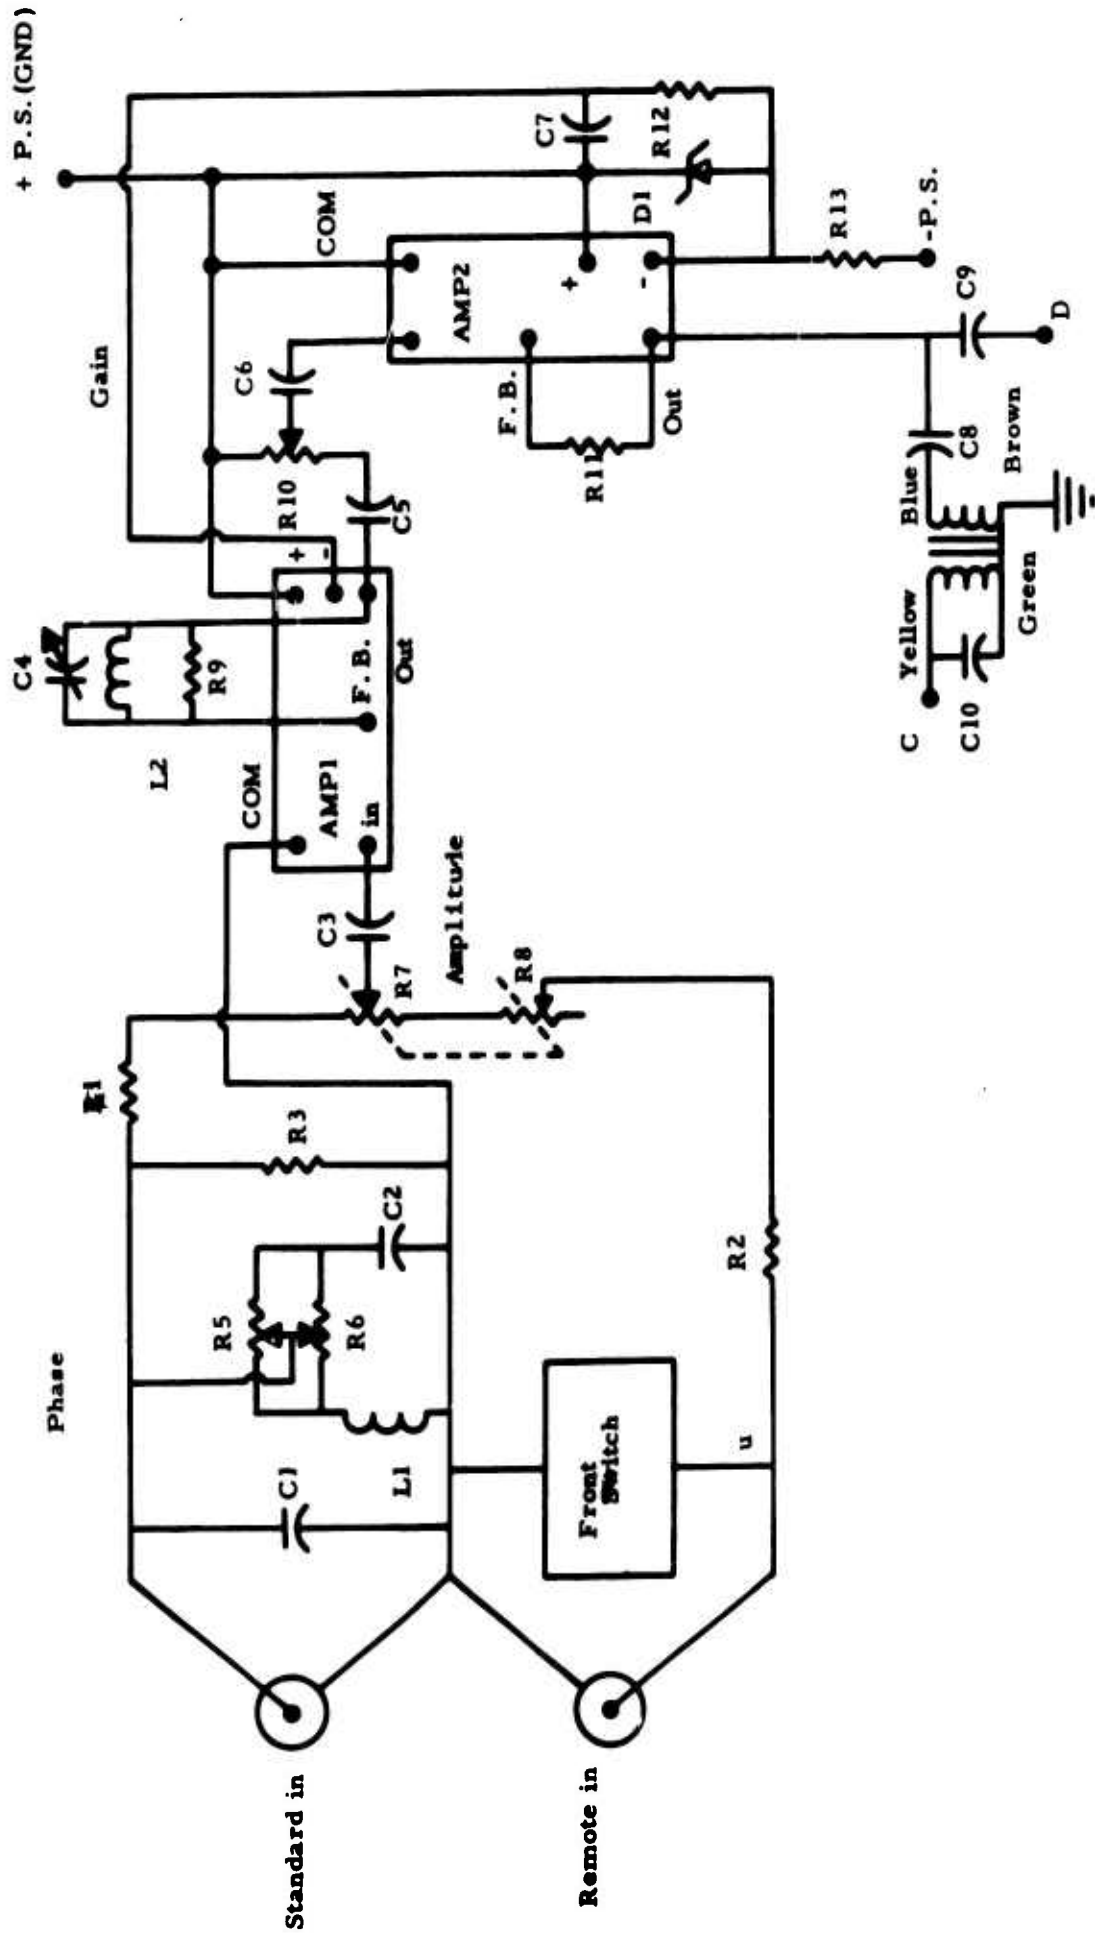 + P.S. (GND)
Gain
C4
L2
R9
COM
AMP1
in
F.B.
Out
+
-
R10
C5
C6
COM
AMP2
+
-
F.B.
Out
R11
C7
D1
R12
R13
-P.S.
C9
D
C8
Blue
Brown
Yellow
Green
C
C10
Phase
R1
R3
C2
R5
R6
C1
L1
C3
R7
Amplitude
R8
R2
Front
Switch
u
Standard in
Remote in